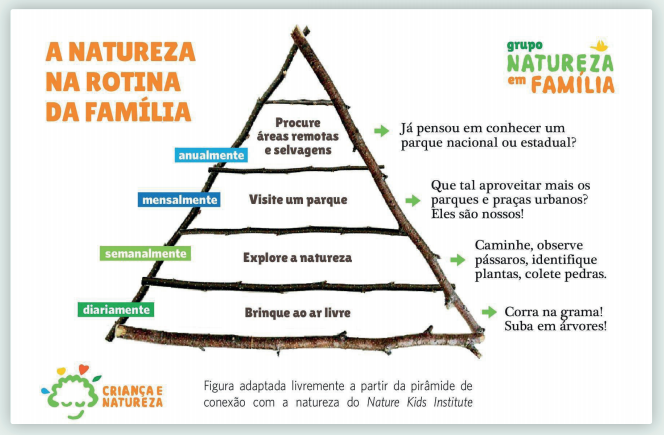 A NATUREZA
NA ROTINA
DA FAMÍLIA
grupo
NATUREZA
em FAMÍLIA
Procure
áreas remotas
e selvagens
anualmente
Já pensou em conhecer um
parque nacional ou estadual?
mensalmente
Visite um parque
Que tal aproveitar mais os
parques e praças urbanos?
Eles são nossos!
semanalmente
Explore a natureza
Caminhe, observe
pássaros, identifique
plantas, colete pedras.
diariamente
Brinque ao ar livre
Corra na grama!
Suba em árvores!
CRIANÇA E
NATUREZA
Figura adaptada livremente a partir da pirâmide de
conexão com a natureza do Nature Kids Institute